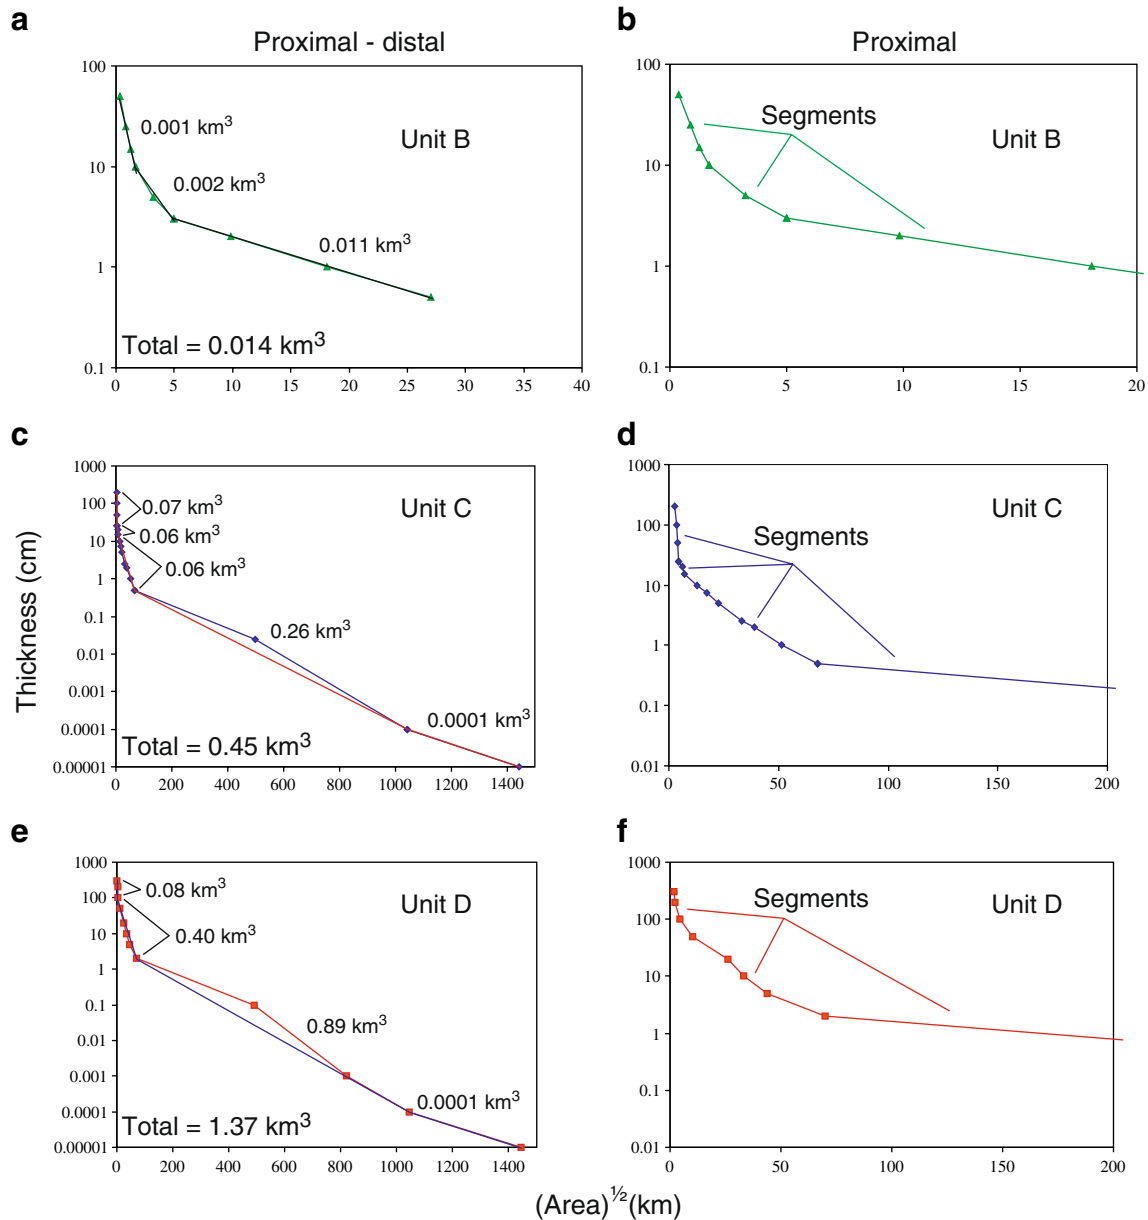 a
Proximal - distal
100
10
1
0.1
0.001 km³
0.002 km³
0.011 km³
Unit B
Total = 0.014 km³
0 5 10 15 20 25 30 35 40
b
Proximal
100
10
1
0.1
Segments
Unit B
0 5 10 15 20
c
1000
100
10
1
0.1
0.01
0.001
0.0001
0.00001
0.07 km³
0.06 km³
0.06 km³
0.26 km³
0.0001 km³
Unit C
Total = 0.45 km³
0 200 400 600 800 1000 1200 1400
d
1000
100
10
1
0.1
0.01
Segments
Unit C
0 50 100 150 200
Thickness (cm)
e
1000
100
10
1
0.1
0.01
0.001
0.0001
0.00001
0.08 km³
0.40 km³
0.89 km³
0.0001 km³
Unit D
Total = 1.37 km³
0 200 400 600 800 1000 1200 1400
f
1000
100
10
1
0.1
0.01
Segments
Unit D
0 50 100 150 200
(Area)^½(km)